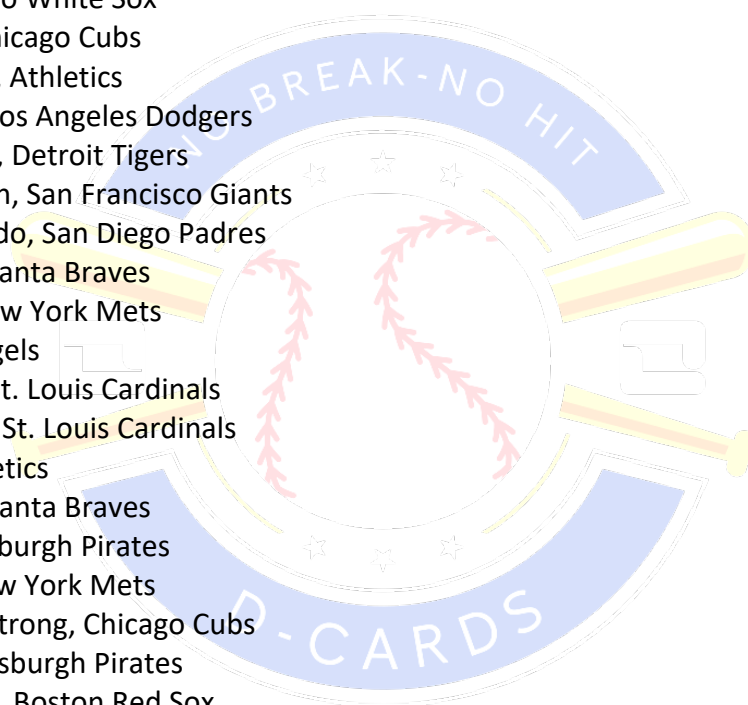 o White Sox
hicago Cubs
. Athletics
os Angeles Dodgers
, Detroit Tigers
n, San Francisco Giants
do, San Diego Padres
anta Braves
w York Mets
gels
t. Louis Cardinals
St. Louis Cardinals
etics
anta Braves
burgh Pirates
w York Mets
trong, Chicago Cubs
sburgh Pirates
, Boston Red Sox
NO BREAK-NO HIT
D-CARDS